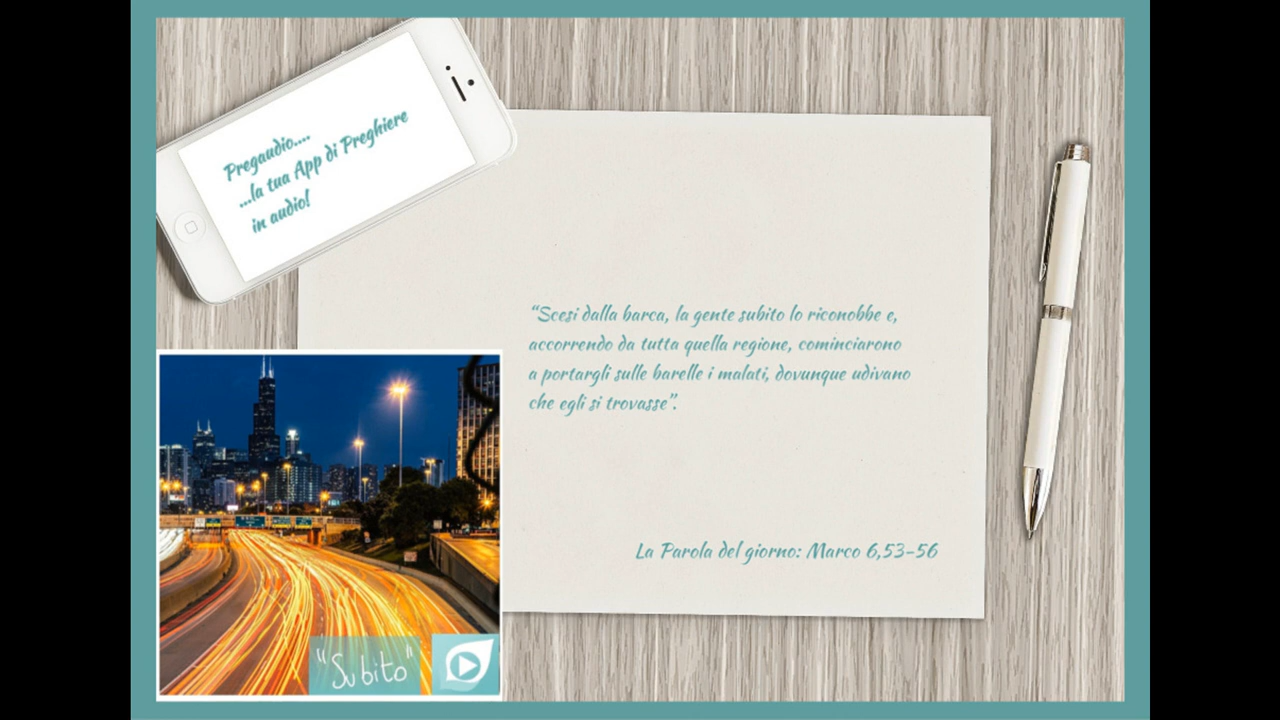 Pregaudio....
...la tua App di Preghiere
in audio!
“Scesi dalla barca, la gente subito lo riconobbe e,
accorrendo da tutta quella regione, cominciarono
a portargli sulle barelle i malati, dovunque udivano
che egli si trovasse”.
La Parola del giorno: Marco 6,53-56
"Subito"